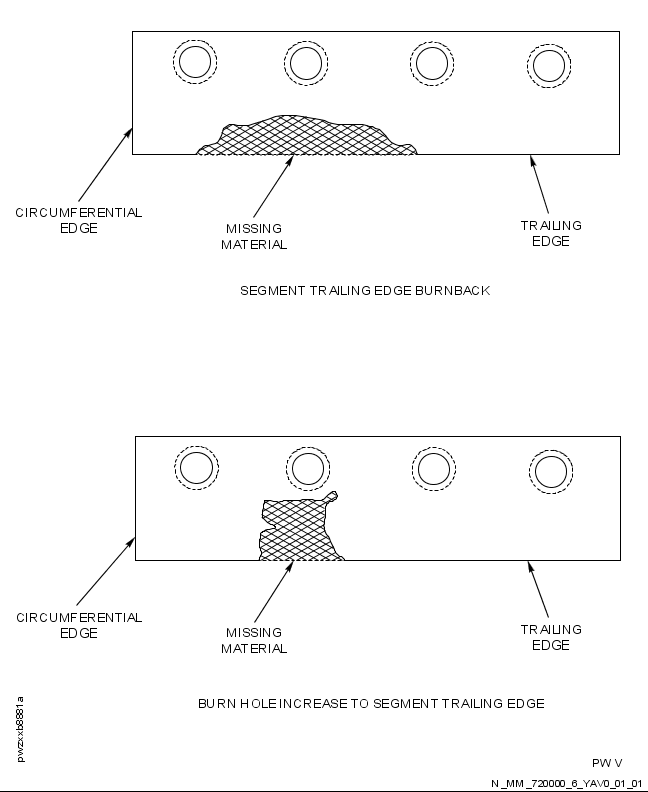 CIRCUMFERENTIAL
EDGE
MISSING
MATERIAL
TRAILING
EDGE
SEGMENT TRAILING EDGE BURNBACK
CIRCUMFERENTIAL
EDGE
MISSING
MATERIAL
TRAILING
EDGE
BURN HOLE INCREASE TO SEGMENT TRAILING EDGE
pwzxxb8881a
PW V
N_MM_720000_6_YAV0_01_01